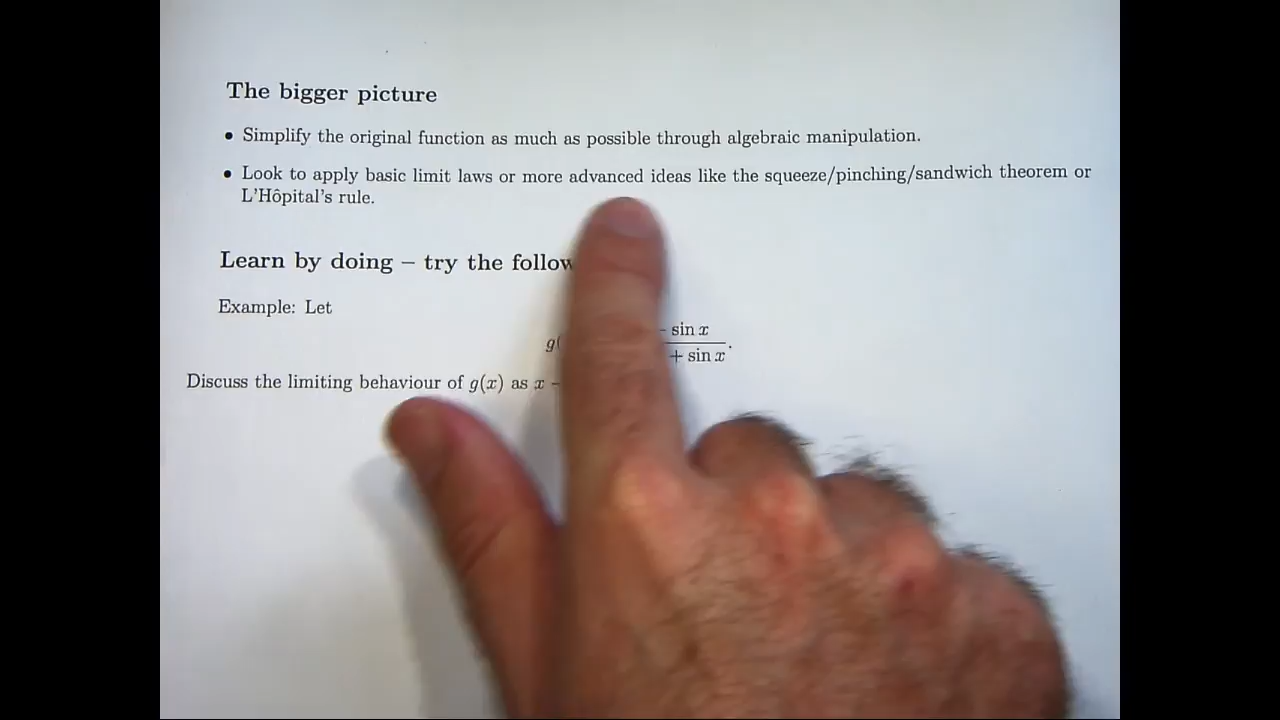 The bigger picture
• Simplify the original function as much as possible through algebraic manipulation.
• Look to apply basic limit laws or more advanced ideas like the squeeze/pinching/sandwich theorem or
L'Hôpital's rule.
Learn by doing – try the
Example: Let
g( - sin x
+ sin x.
Discuss the limiting behaviour of g(x) as x